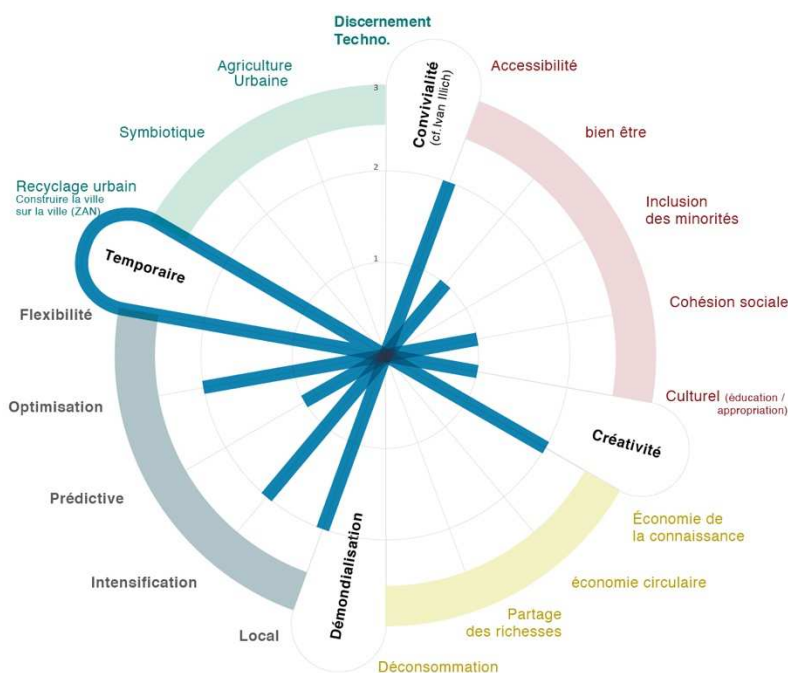 Discernement
Techno.
Agriculture
Urbaine
Symbiotique
Recyclage urbain
Construire la ville
sur la ville (ZAN)
Temporaire
Flexibilité
Optimisation
Prédictive
Intensification
Local
Démondialisation
Déconsommation
Partage
des richesses
économie circulaire
Économie de
la connaissance
Créativité
Culturel (éducation /
appropriation)
Cohésion sociale
Inclusion
des minorités
bien être
Accessibilité
Convivialité
(cf.Ivan Illich)
3
2
1